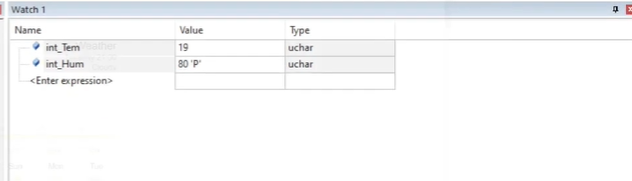 Watch 1
Name Value Type
int_Tem 19 uchar
int_Hum 80 'P' uchar
<Enter expression>